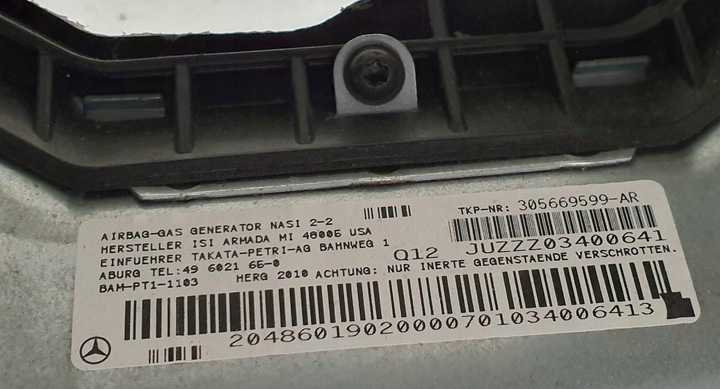 AIRBAG-GAS GENERATOR NASI 2-2
HERSTELLER ISI ARMADA MI 48005 USA
EINFUEHRER TAKATA-PETRI-AG BAHNWEG 1
ABURG TEL:49 6021 65-0
BAM-PT1-1103
HERG 2010 ACHTUNG: NUR INERTE GEGENSTAENDE VERSCHROTTEN.
Q12
TKP-NR: 305669599-AR
JUZZZ03400641
20486019020000701034006413